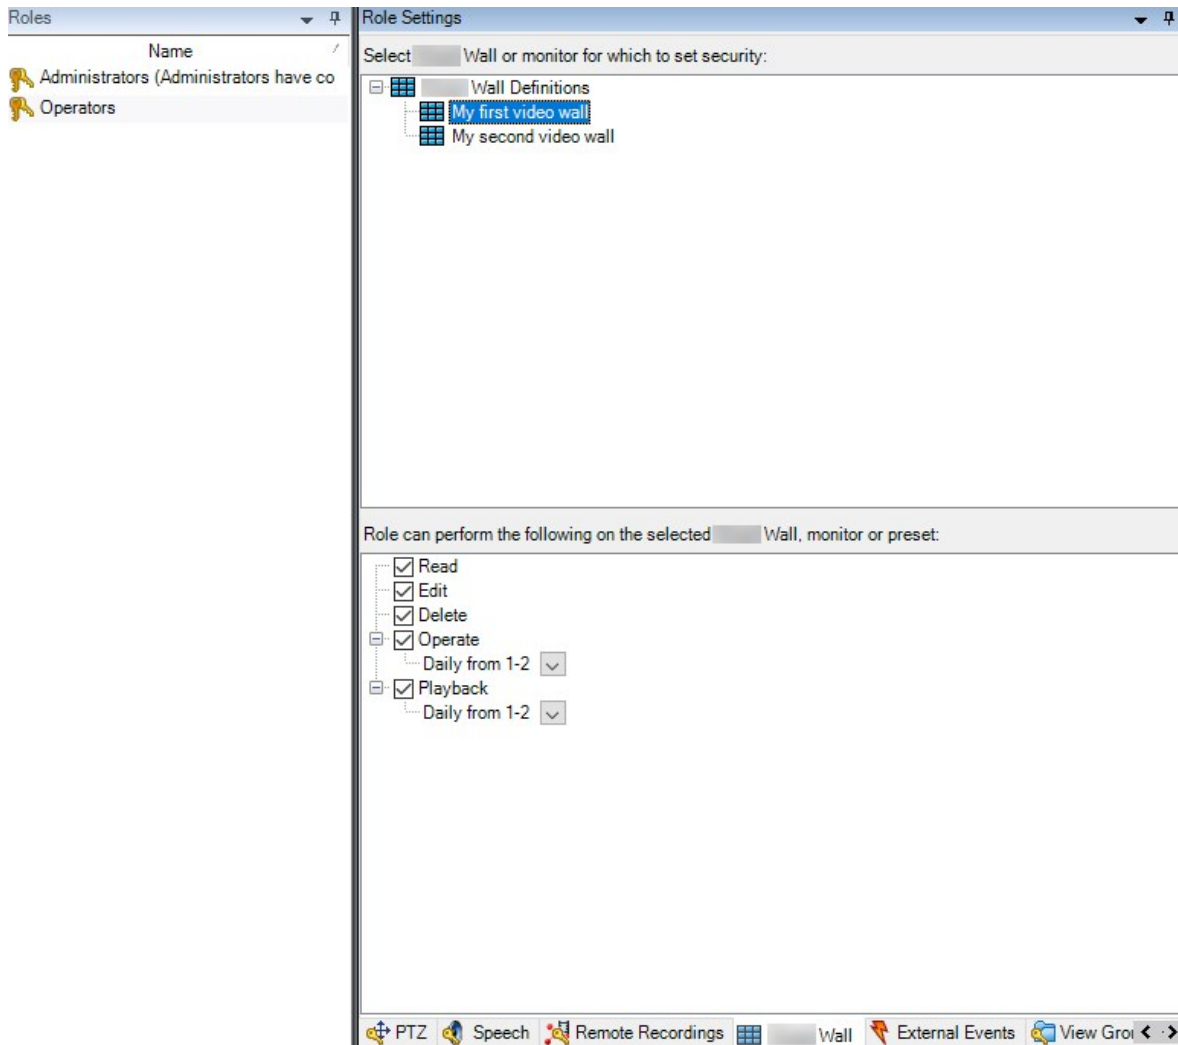 Roles
Name
Administrators (Administrators have co
Operators
Role Settings
Select Wall or monitor for which to set security:
Wall Definitions
My first video wall
My second video wall
Role can perform the following on the selected Wall, monitor or preset:
Read
Edit
Delete
Operate
Daily from 1-2
Playback
Daily from 1-2
PTZ Speech Remote Recordings Wall External Events View Grou